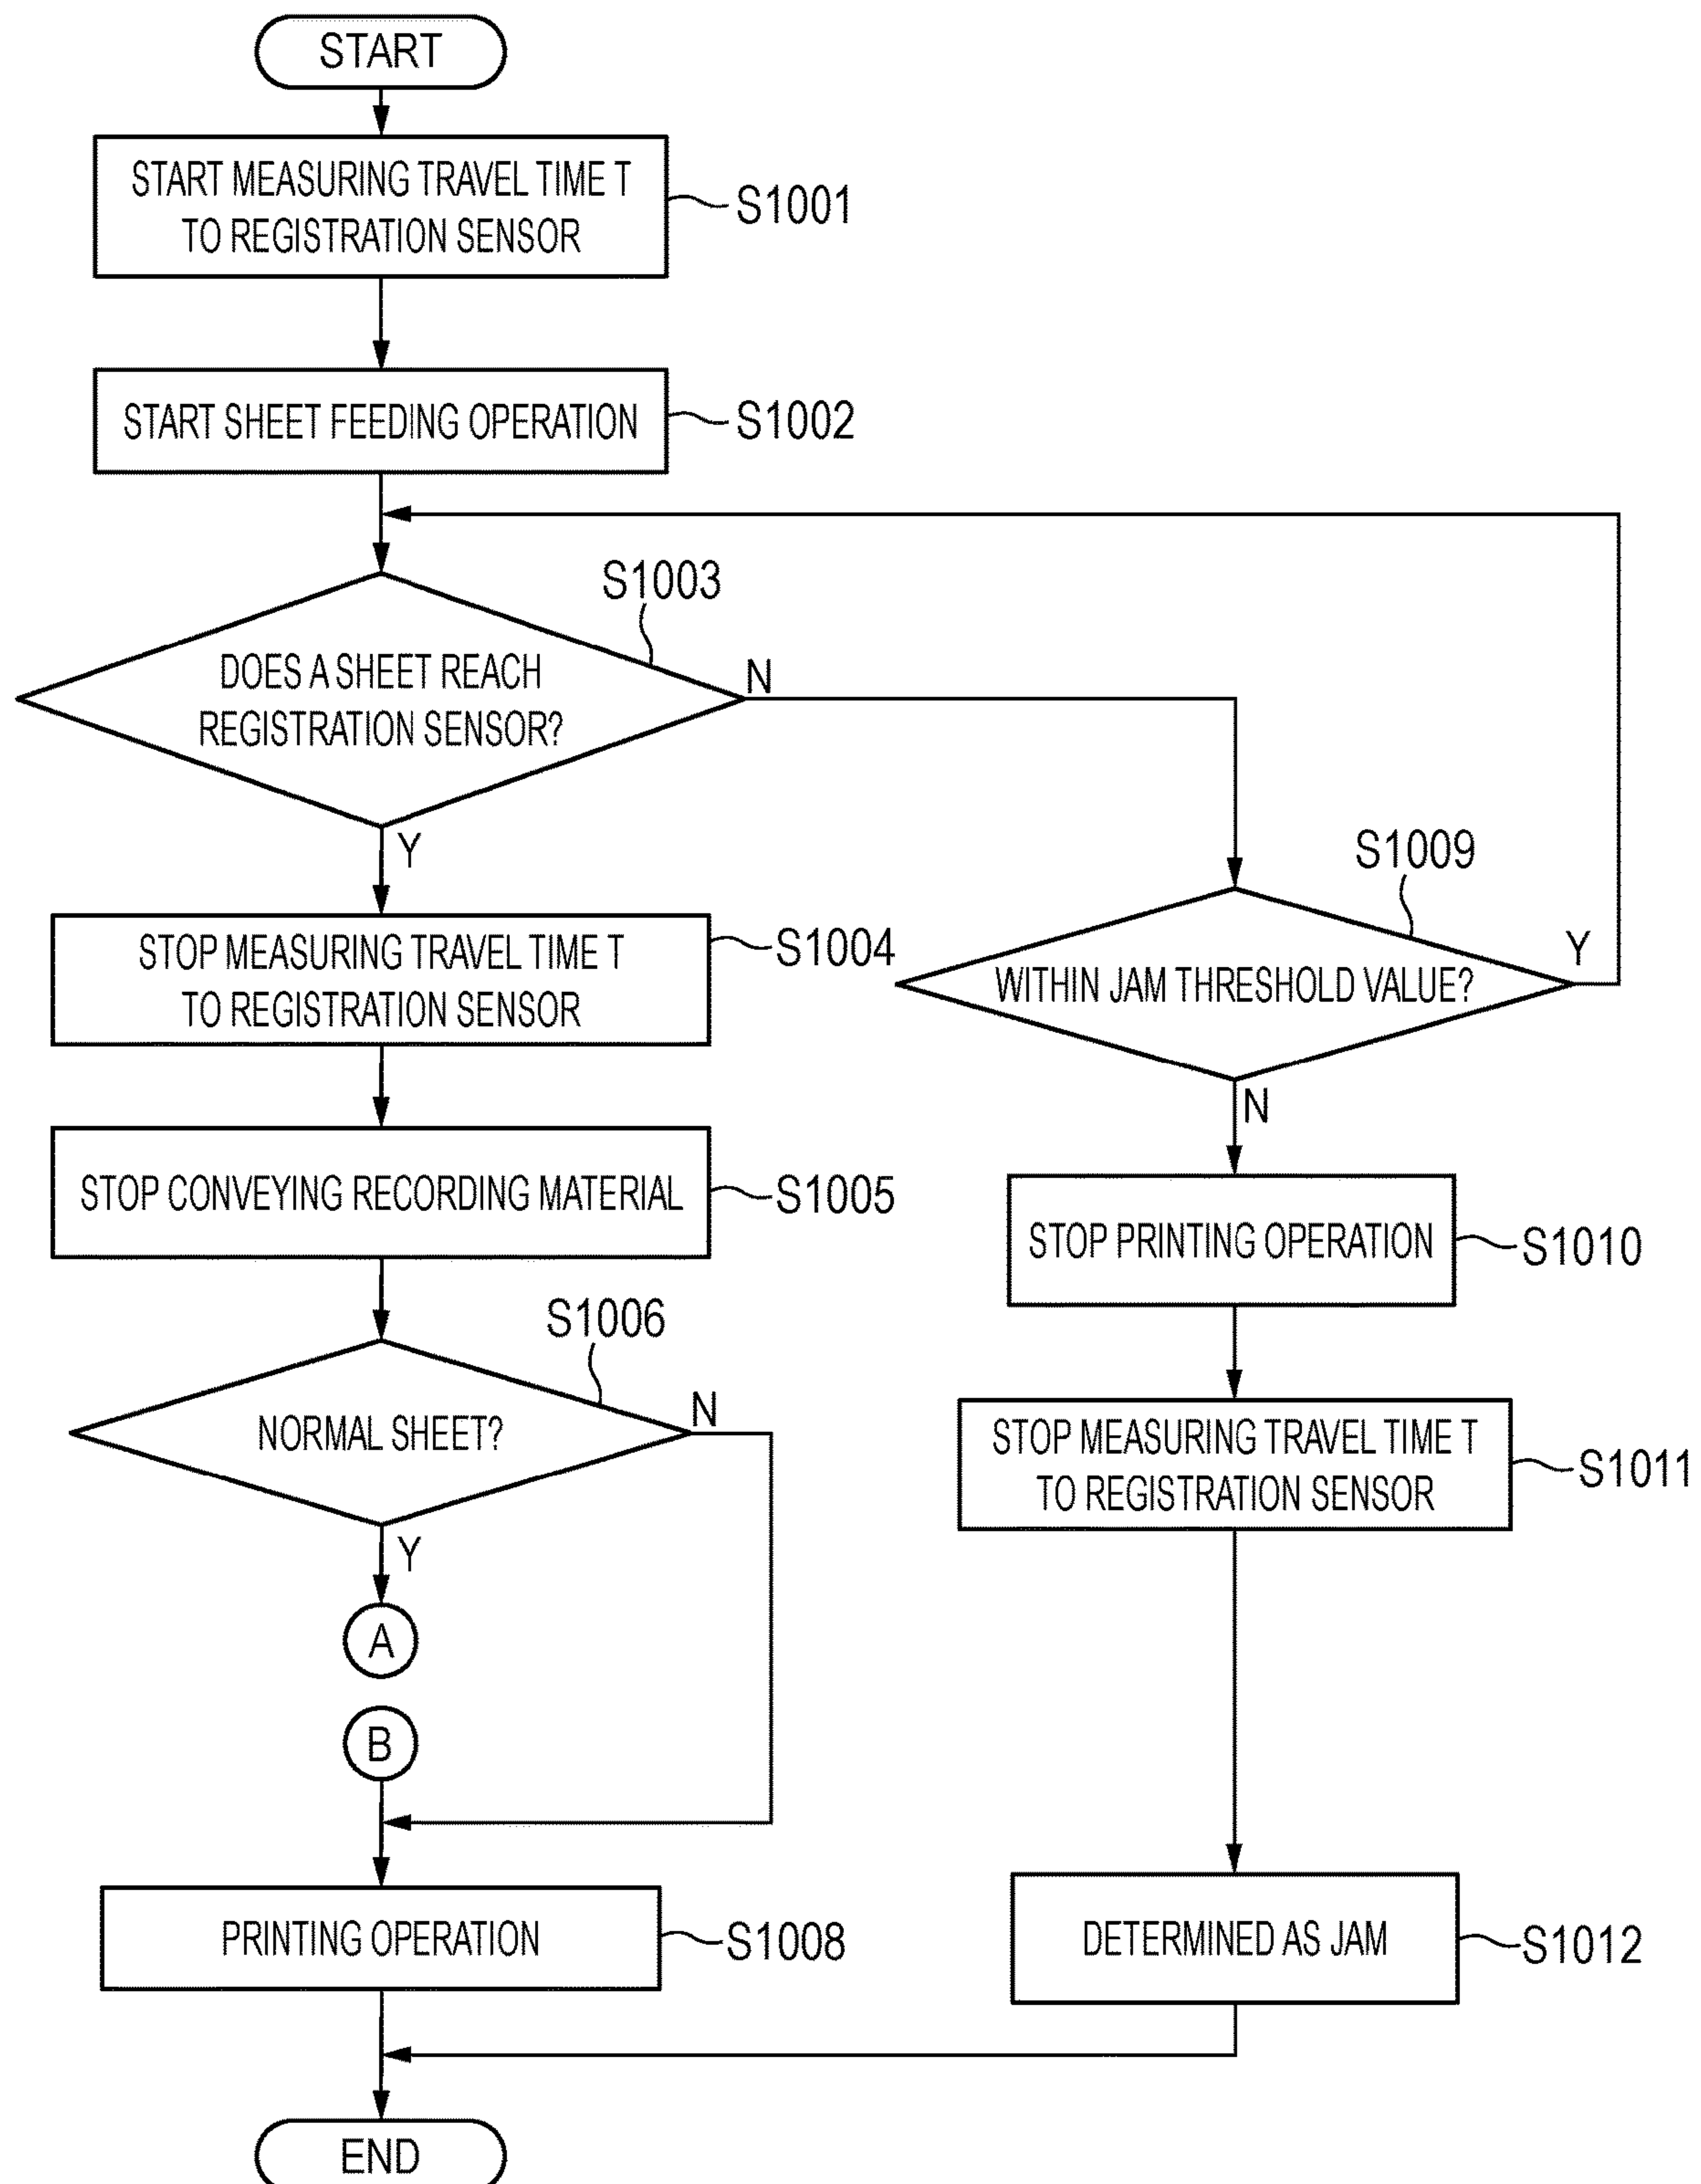 START
START MEASURING TRAVEL TIME T
TO REGISTRATION SENSOR
S1001
START SHEET FEEDING OPERATION
S1002
S1003
DOES A SHEET REACH
REGISTRATION SENSOR?
N
Y
S1009
WITHIN JAM THRESHOLD VALUE?
Y
N
STOP MEASURING TRAVEL TIME T
TO REGISTRATION SENSOR
S1004
STOP CONVEYING RECORDING MATERIAL
S1005
STOP PRINTING OPERATION
S1010
S1006
NORMAL SHEET?
N
Y
STOP MEASURING TRAVEL TIME T
TO REGISTRATION SENSOR
S1011
A
B
PRINTING OPERATION
S1008
DETERMINED AS JAM
S1012
END